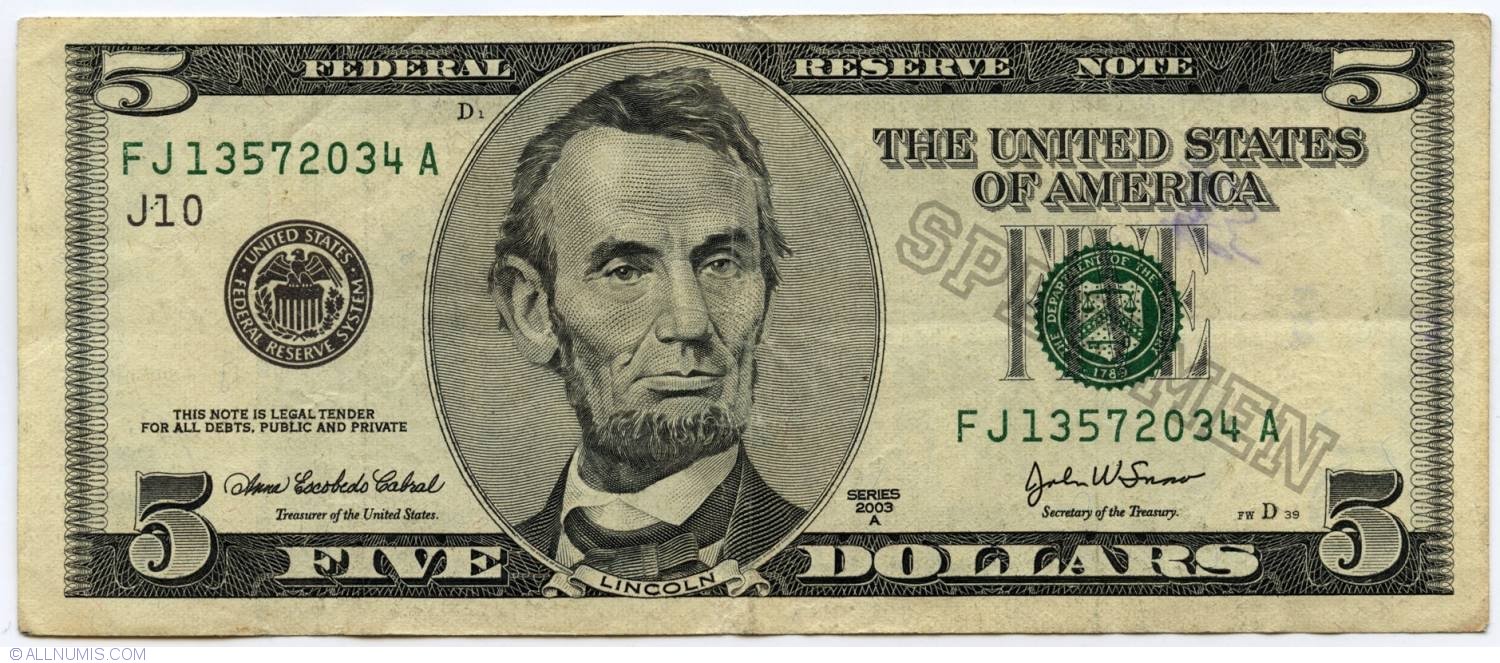 5 FEDERAL RESERVE NOTE 5
D 1
FJ13572034 A
J10
THE UNITED STATES
OF AMERICA
SPECIMEN
UNITED STATES
FEDERAL RESERVE SYSTEM
FIVE
THE DEPARTMENT OF THE TREASURY
1789
THIS NOTE IS LEGAL TENDER
FOR ALL DEBTS, PUBLIC AND PRIVATE
FJ13572034 A
Anna Escobedo Cabral
Treasurer of the United States.
SERIES
2003
A
John W Snow
Secretary of the Treasury.
FW D 39
5 FIVE DOLLARS 5
LINCOLN
© ALLNUMIS.COM